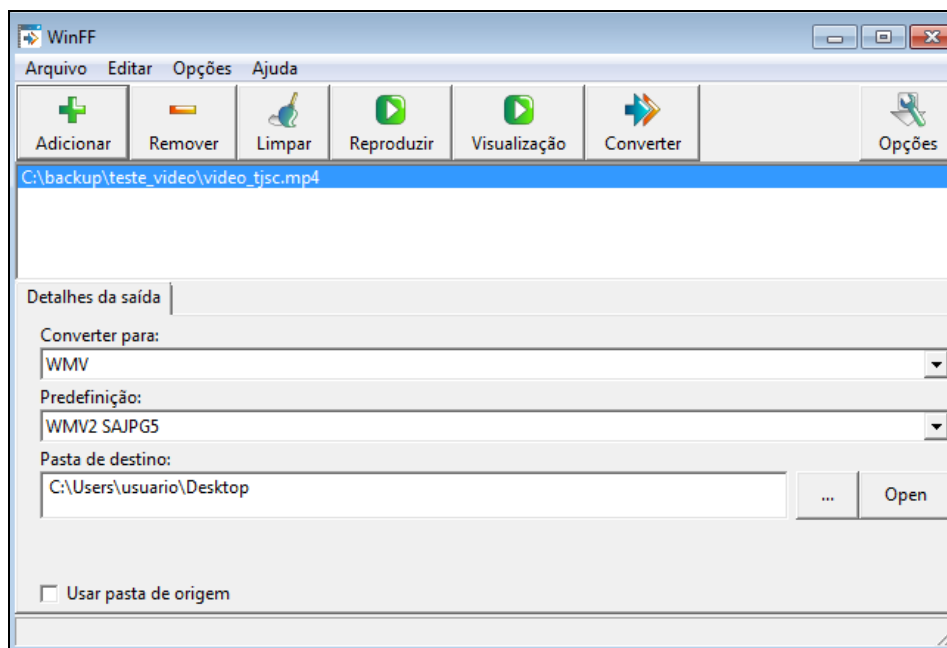 WinFF
Arquivo Editar Opções Ajuda
Adicionar Remover Limpar Reproduzir Visualização Converter Opções
C:\backup\teste_video\video_tjsc.mp4
Detalhes da saída
Converter para:
WMV
Predefinição:
WMV2 SAJPG5
Pasta de destino:
C:\Users\usuario\Desktop
... Open
Usar pasta de origem